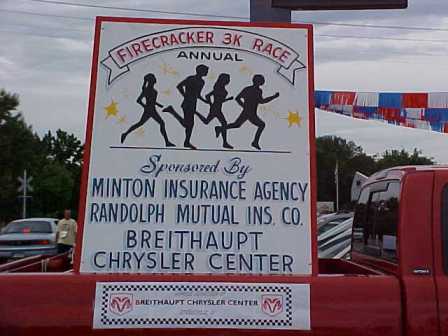 FIRECRACKER 3K RACE
ANNUAL
Sponsored By
MINTON INSURANCE AGENCY
RANDOLPH MUTUAL INS. CO.
BREITHAUPT
CHRYSLER CENTER
BREITHAUPT CHRYSLER CENTER